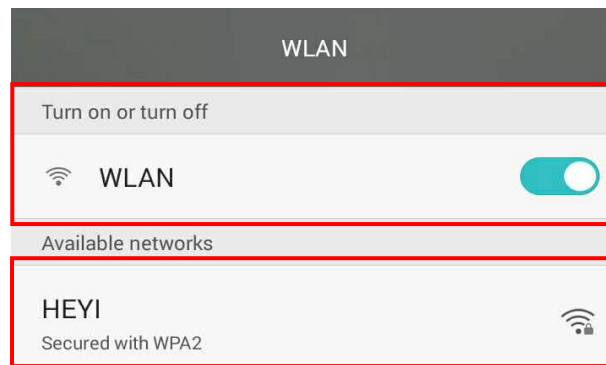 WLAN
Turn on or turn off
WLAN
Available networks
HEYI
Secured with WPA2